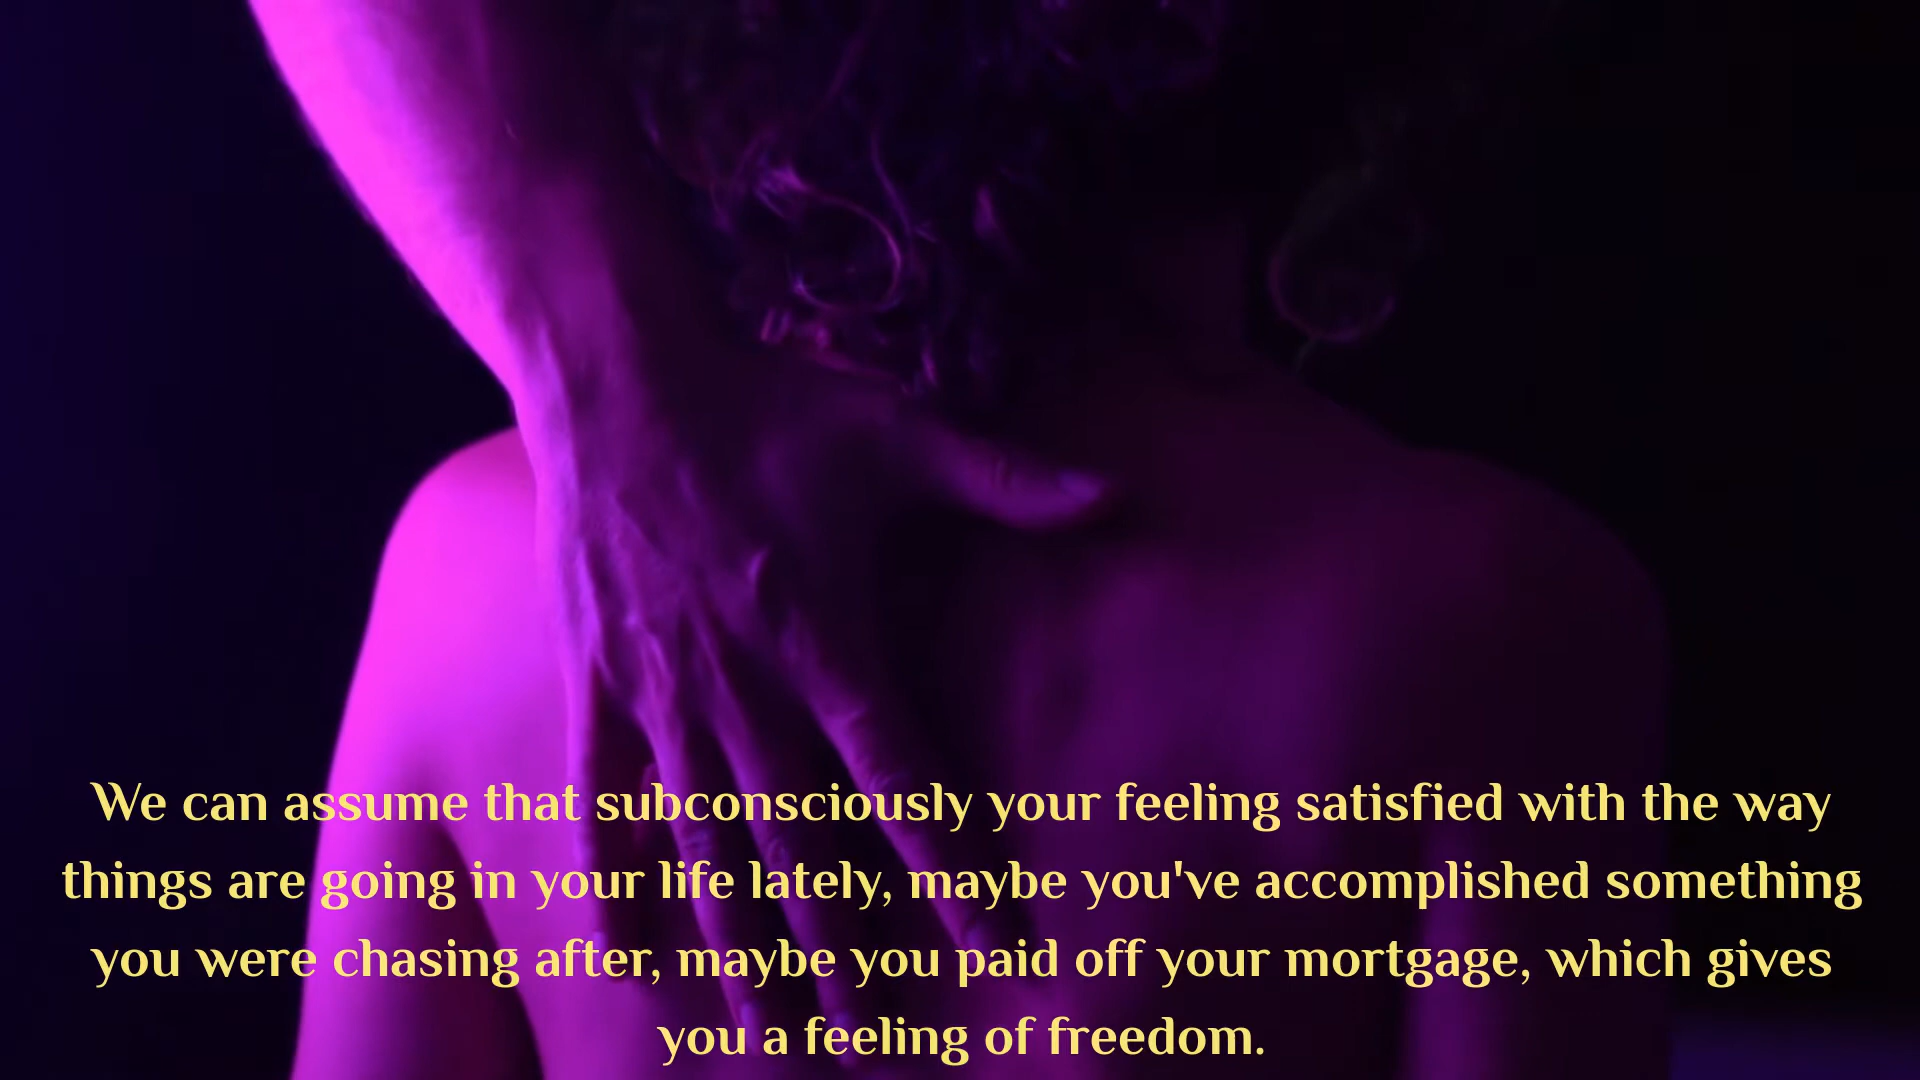 We can assume that subconsciously your feeling satisfied with the way
things are going in your life lately, maybe you've accomplished something
you were chasing after, maybe you paid off your mortgage, which gives
you a feeling of freedom.